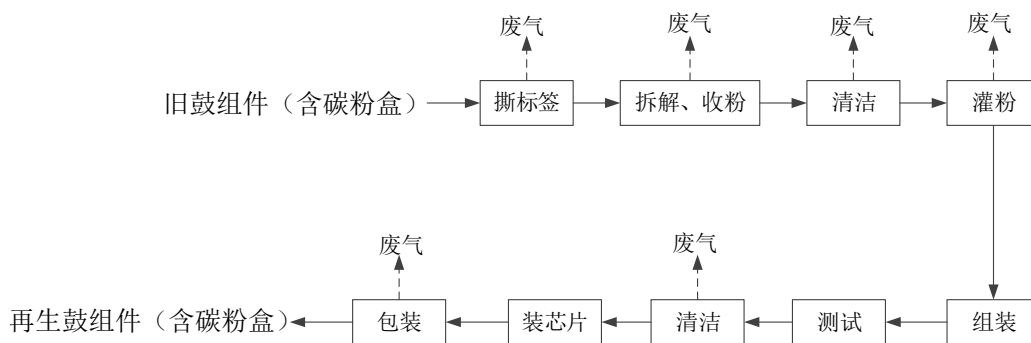 废气
废气
废气
废气
旧鼓组件（含碳粉盒）
撕标签
拆解、收粉
清洁
灌粉
废气
废气
再生鼓组件（含碳粉盒）
包装
装芯片
清洁
测试
组装